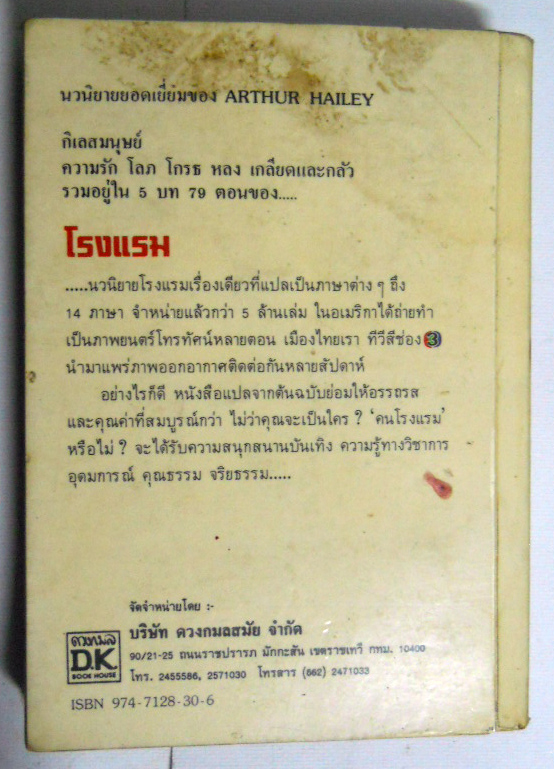 นวนิยายยอดเยี่ยมของ ARTHUR HAILEY
กิเลสมนุษย์
ความรัก โลภ โกรธ หลง เกลียดและกลัว
รวมอยู่ใน 5 บท 79 ตอนของ.....
โรงแรม
.....นวนิยายโรงแรมเรื่องเดียวที่แปลเป็นภาษาต่าง ๆ ถึง
14 ภาษา จำหน่ายแล้วกว่า 5 ล้านเล่ม ในอเมริกาได้ถ่ายทำ
เป็นภาพยนตร์โทรทัศน์หลายตอน เมืองไทยเรา ทีวีสีช่อง 3
นำมาแพร่ภาพออกอากาศติดต่อกันหลายสัปดาห์
อย่างไรก็ดี หนังสือแปลจากต้นฉบับย่อมให้อรรถรส
และคุณค่าที่สมบูรณ์กว่า ไม่ว่าคุณจะเป็นใคร ? ‘คนโรงแรม’
หรือไม่ ? จะได้รับความสนุกสนานบันเทิง ความรู้ทางวิชาการ
อุดมการณ์ คุณธรรม จริยธรรม.....
จัดจำหน่ายโดย :-
บริษัท ดวงกมลสมัย จำกัด
90/21-25 ถนนราชปรารภ มักกะสัน เขตราชเทวี กทม. 10400
โทร. 2455586, 2571030 โทรสาร (662) 2471033
ดวงกมล
D.K.
BOOK HOUSE
ISBN 974-7128-30-6